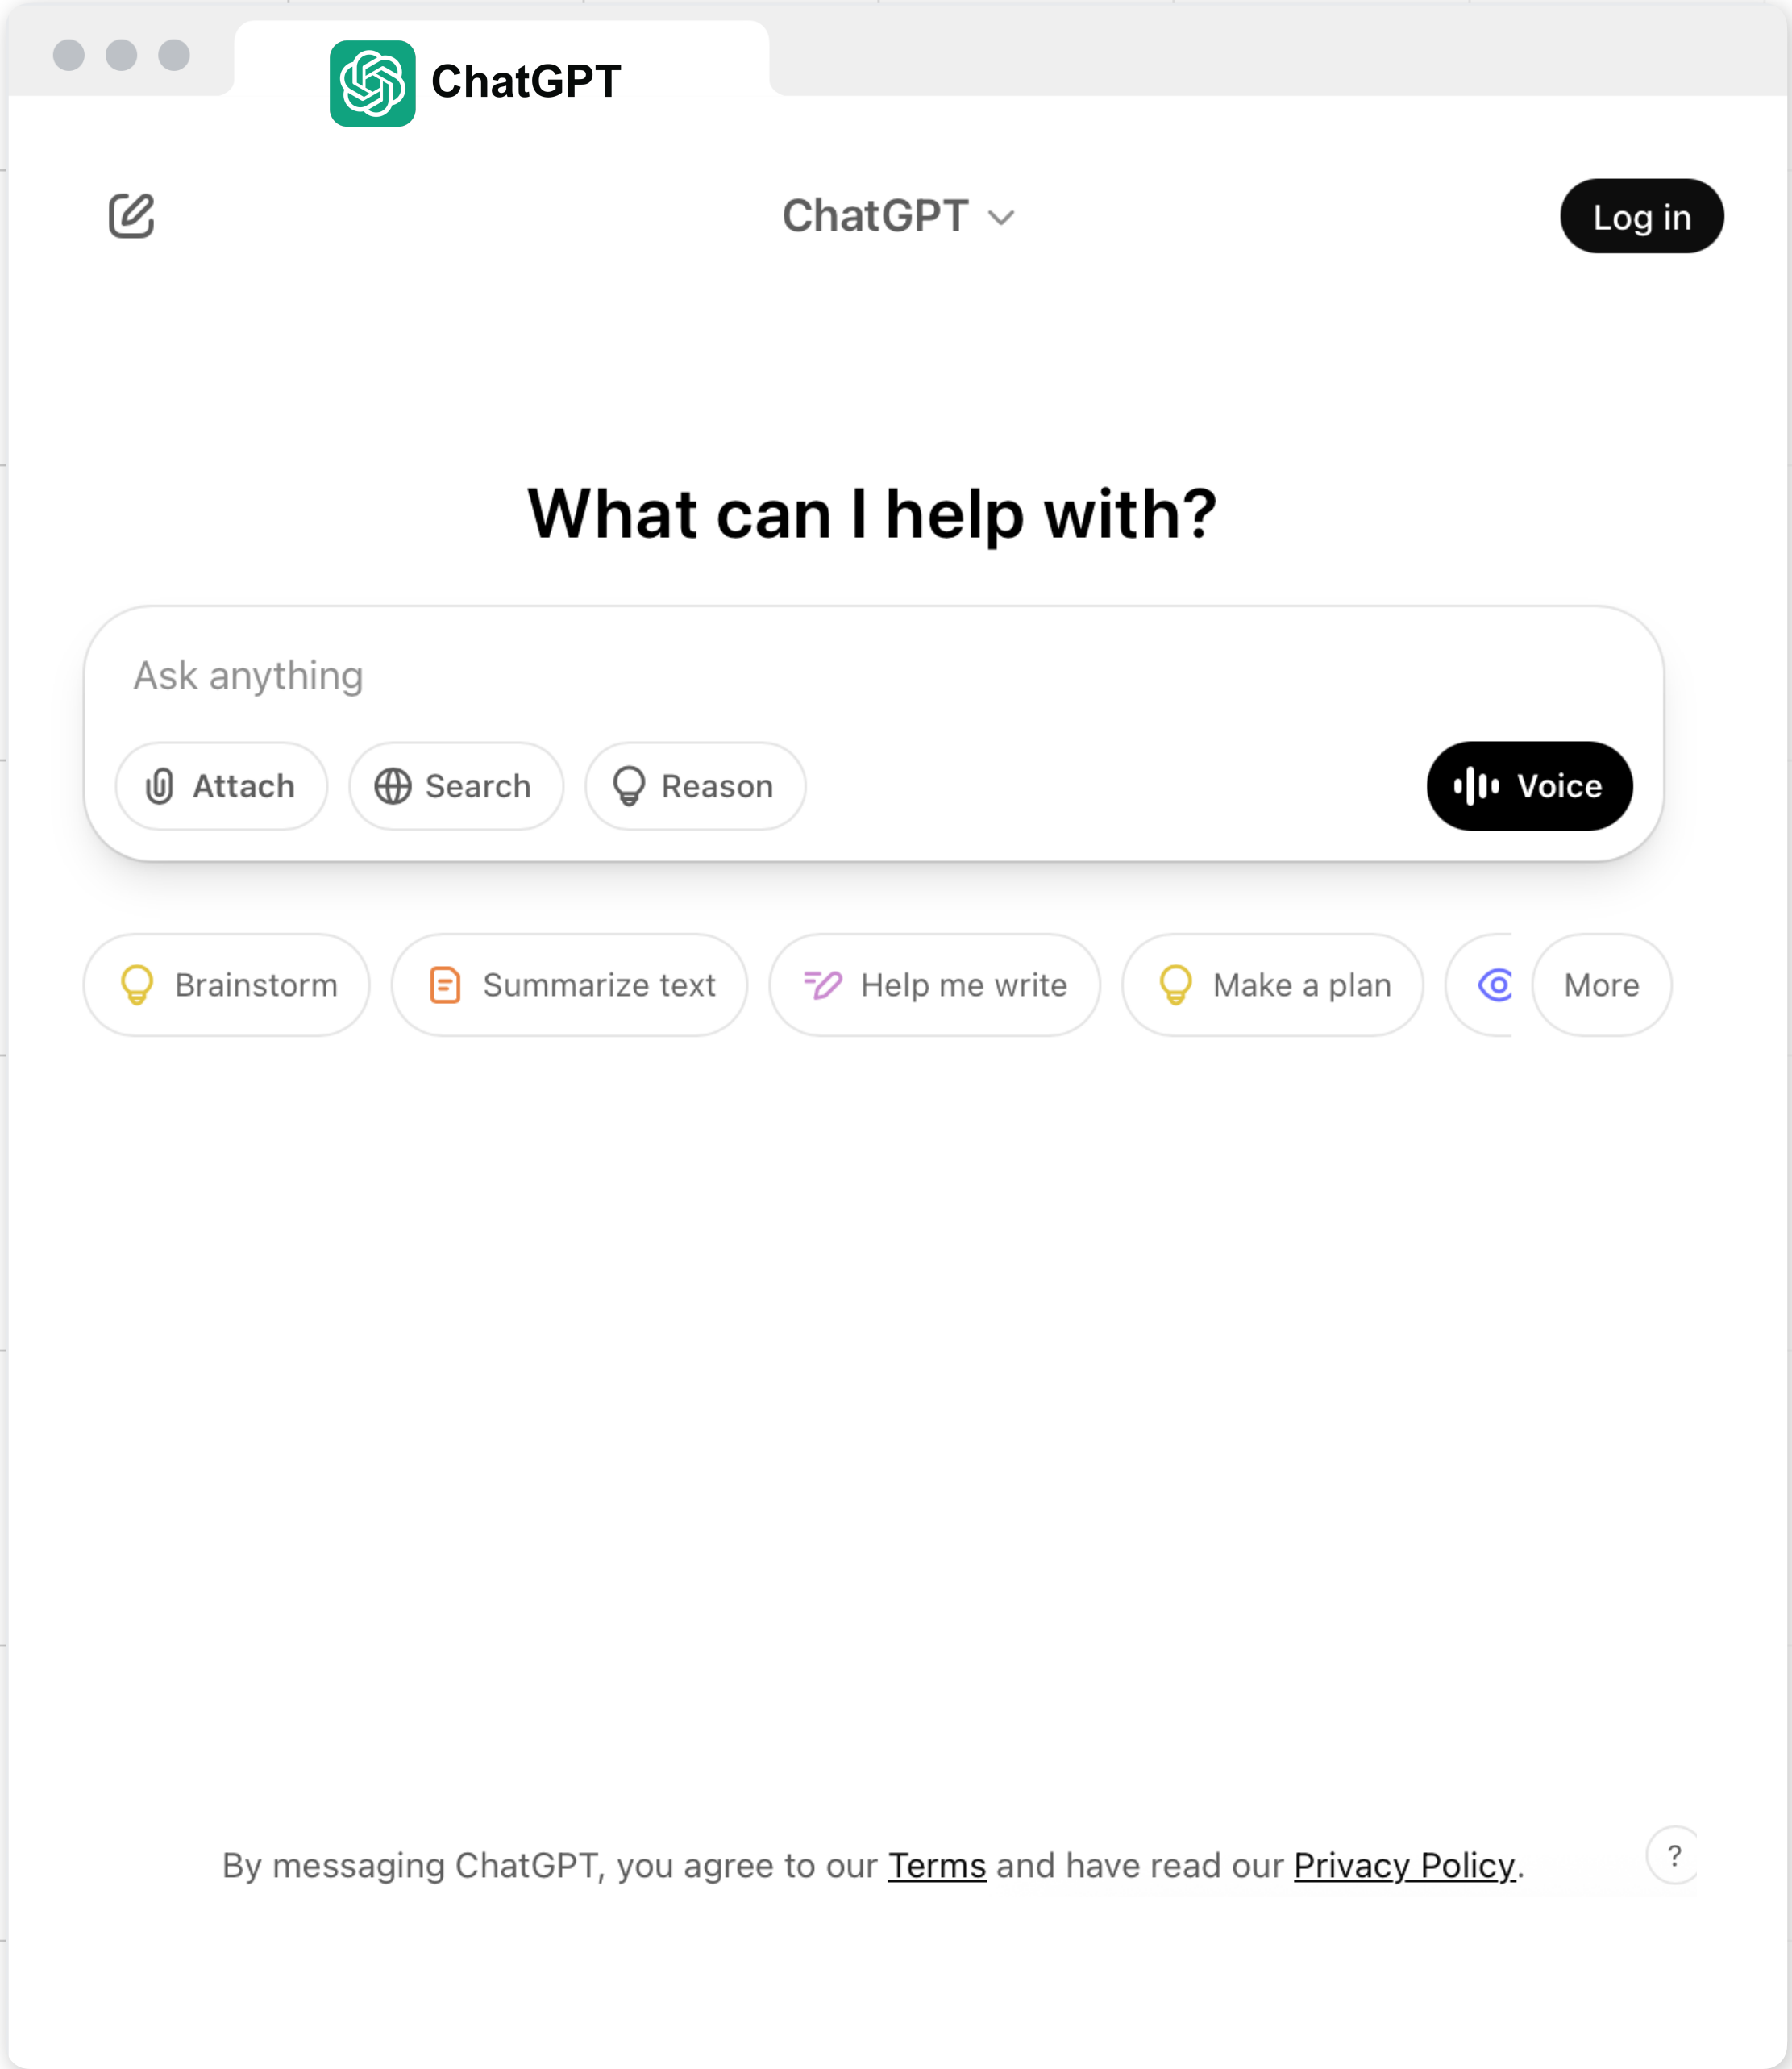 ChatGPT
ChatGPT
Log in
What can I help with?
Ask anything
Attach Search Reason Voice
Brainstorm Summarize text Help me write Make a plan More
By messaging ChatGPT, you agree to our Terms and have read our Privacy Policy. ?